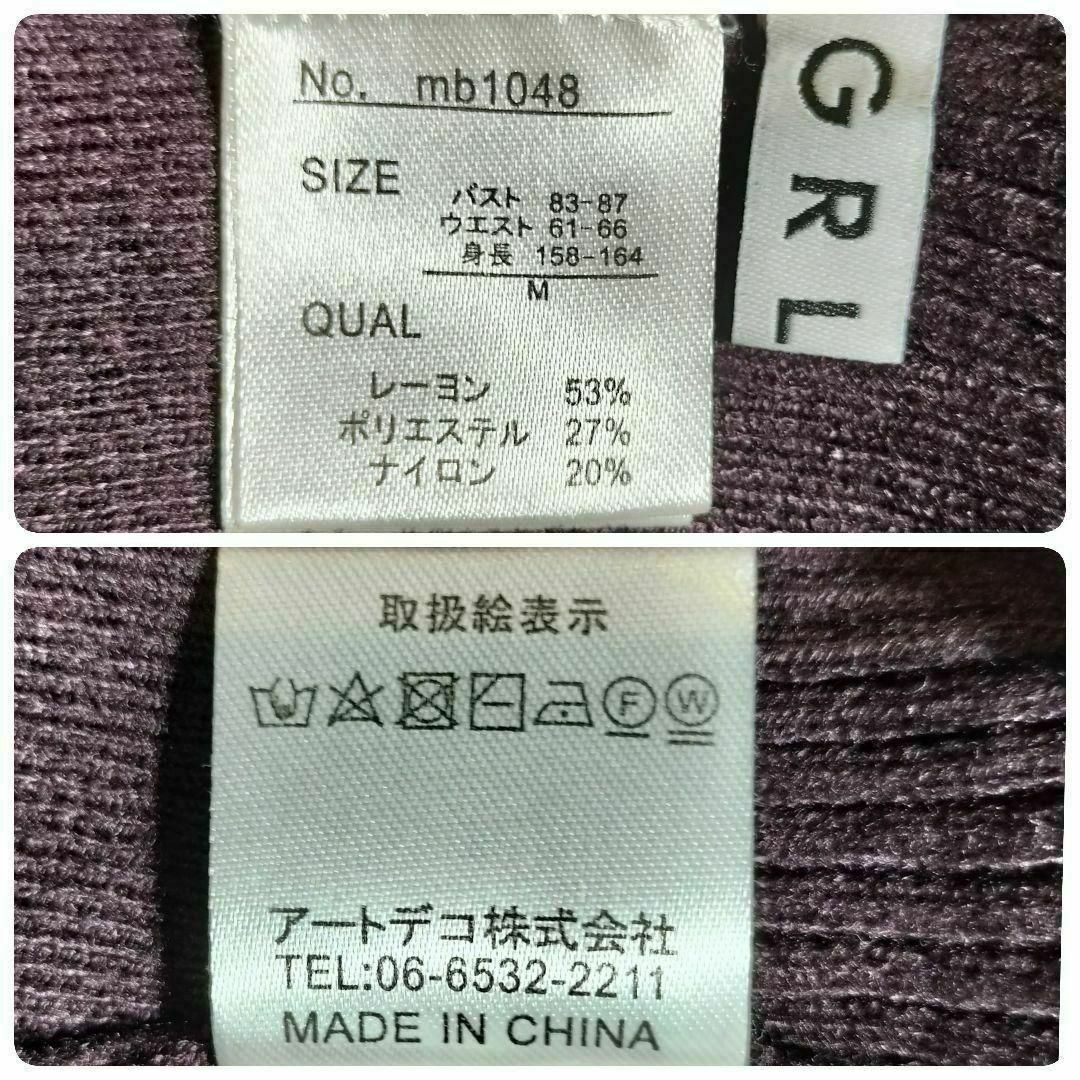 No. mb1048
SIZE
バスト 83-87
ウエスト 61-66
身長 158-164
M
QUAL
レーヨン 53%
ポリエステル 27%
ナイロン 20%
GRL
取扱絵表示
F W
アートデコ株式会社
TEL:06-6532-2211
MADE IN CHINA